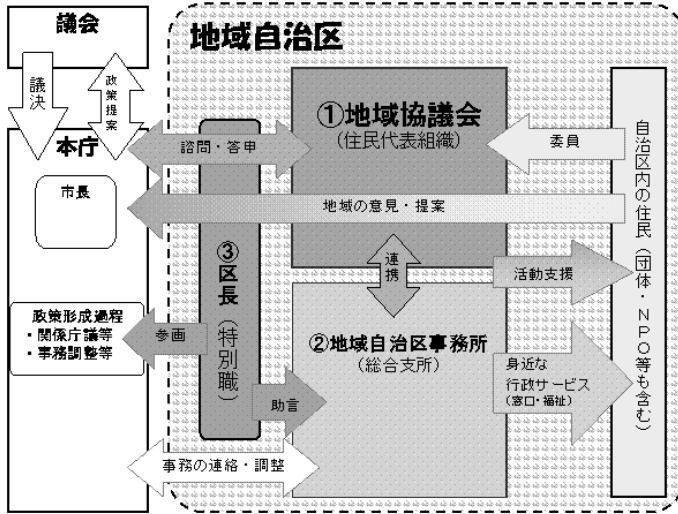 議会
議決
政策提案
本庁
市長
政策形成過程
・関係庁議等
・事務調整等
地域自治区
①地域協議会
(住民代表組織)
諮問・答申
委員
地域の意見・提案
③区長(特別職)
連携
活動支援
②地域自治区事務所
(総合支所)
参画
助言
身近な
行政サービス
(窓口・福祉)
事務の連絡・調整
自治区内の住民(団体・NPO等も含む)